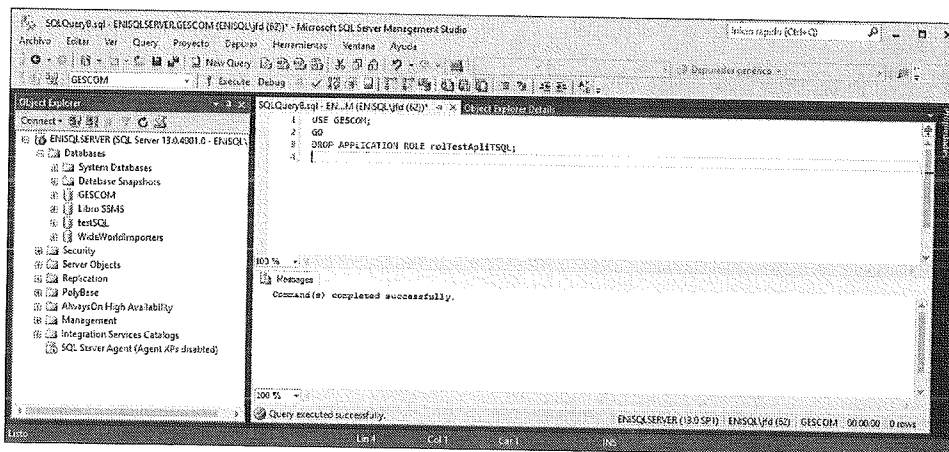 SQLQuery8.sql - ENISQLSERVER.GESCOM (ENISQL\jfd (62))* - Microsoft SQL Server Management Studio
Archivo Editar Ver Query Proyecto Depurar Herramientas Ventana Ayuda
New Query
GESCOM
Execute Debug
Object Explorer
Connect
ENISQLSERVER (SQL Server 13.0.4001.0 - ENISQL\
Databases
System Databases
Database Snapshots
GESCOM
Libro SSMS
testSQL
WideWorldImporters
Security
Server Objects
Replication
PolyBase
AlwaysOn High Availability
Management
Integration Services Catalogs
SQL Server Agent (Agent XPs disabled)
SQLQuery8.sql - EN...M (ENISQL\jfd (62))*
Object Explorer Details
1 USE GESCOM;
2 GO
3 DROP APPLICATION ROLE rolTestApliTSQL;
4
Messages
Command(s) completed successfully.
100 %
Query executed successfully.
ENISQLSERVER (13.0 SP1) ENISQL\jfd (62) GESCOM 00:00:00 0 rows
Listo
Lin 4 Col 1 Car 1 INS